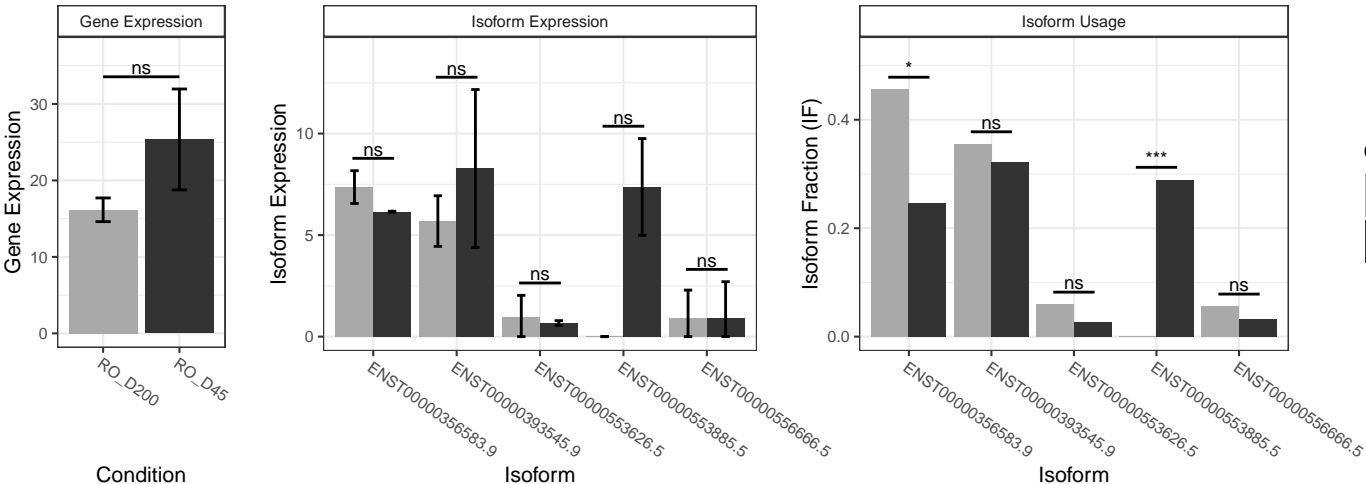 Gene Expression
Isoform Expression
Isoform Usage
Gene Expression
30
20
10
0
ns
RO_D200
RO_D45
Condition
Isoform Expression
10
5
0
ns
ns
ns
ns
ns
ENST00000356583.9
ENST00000393545.9
ENST00000553626.5
ENST00000553885.5
ENST00000556666.5
Isoform
Isoform Fraction (IF)
0.4
0.2
0.0
*
ns
ns
***
ns
ENST00000356583.9
ENST00000393545.9
ENST00000553626.5
ENST00000553885.5
ENST00000556666.5
Isoform